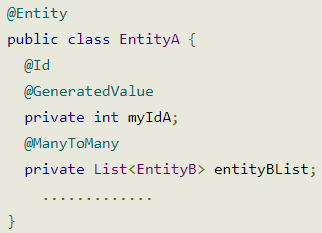 @Entity
public class EntityA {
@Id
@GeneratedValue
private int myIdA;
@ManyToMany
private List<EntityB> entityBList;
.............
}